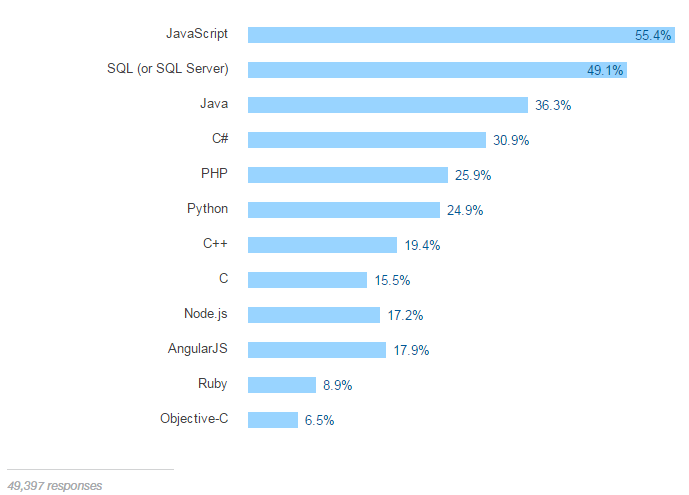 JavaScript 55.4%
SQL (or SQL Server) 49.1%
Java 36.3%
C# 30.9%
PHP 25.9%
Python 24.9%
C++ 19.4%
C 15.5%
Node.js 17.2%
AngularJS 17.9%
Ruby 8.9%
Objective-C 6.5%
49,397 responses